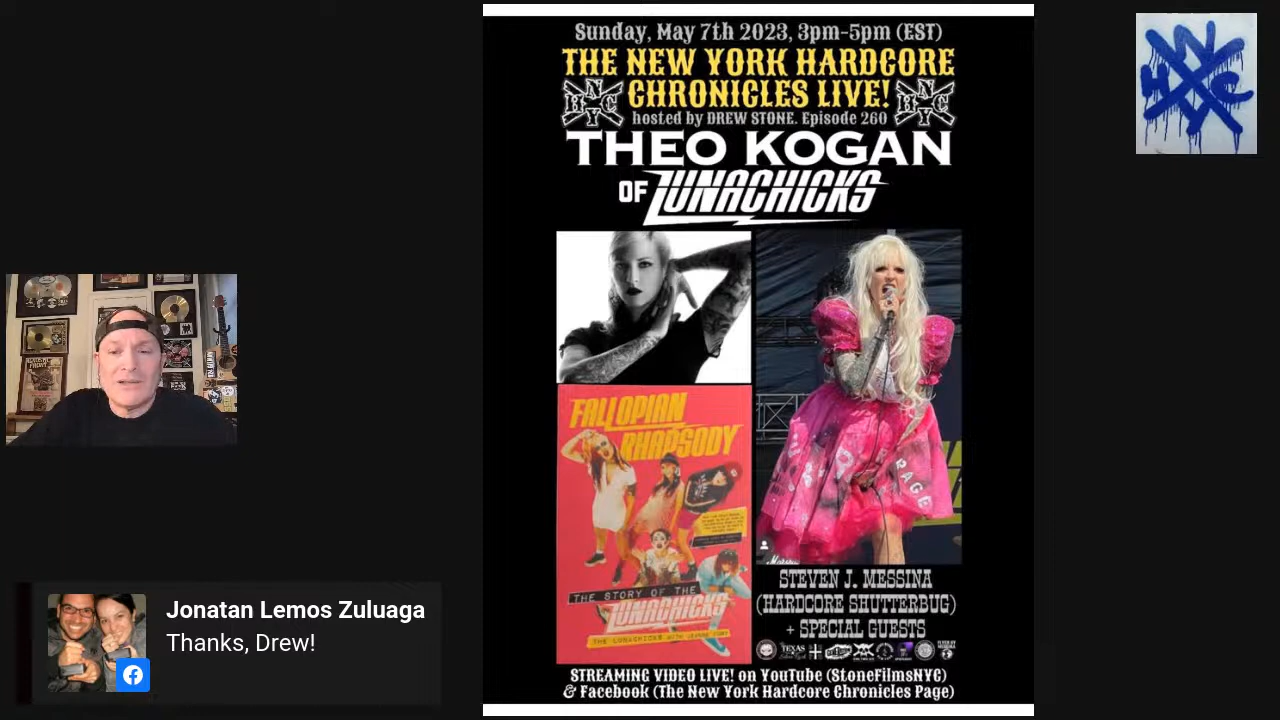 Sunday, May 7th 2023, 3pm-5pm (EST)
THE NEW YORK HARDCORE
CHRONICLES LIVE!
hosted by DREW STONE. Episode 260
N
H C
Y
N
H C
Y
THEO KOGAN
OF LUNACHICKS
FALLOPIAN
RHAPSODY
THE STORY OF THE
LUNACHICKS
RAGE
STEVEN J. MESSINA
(HARDCORE SHUTTERBUG)
+ SPECIAL GUESTS
TEXAS
STREAMING VIDEO LIVE! on YouTube (StoneFilmsNYC)
& Facebook (The New York Hardcore Chronicles Page)
N
H C
Y
Jonatan Lemos Zuluaga
Thanks, Drew!